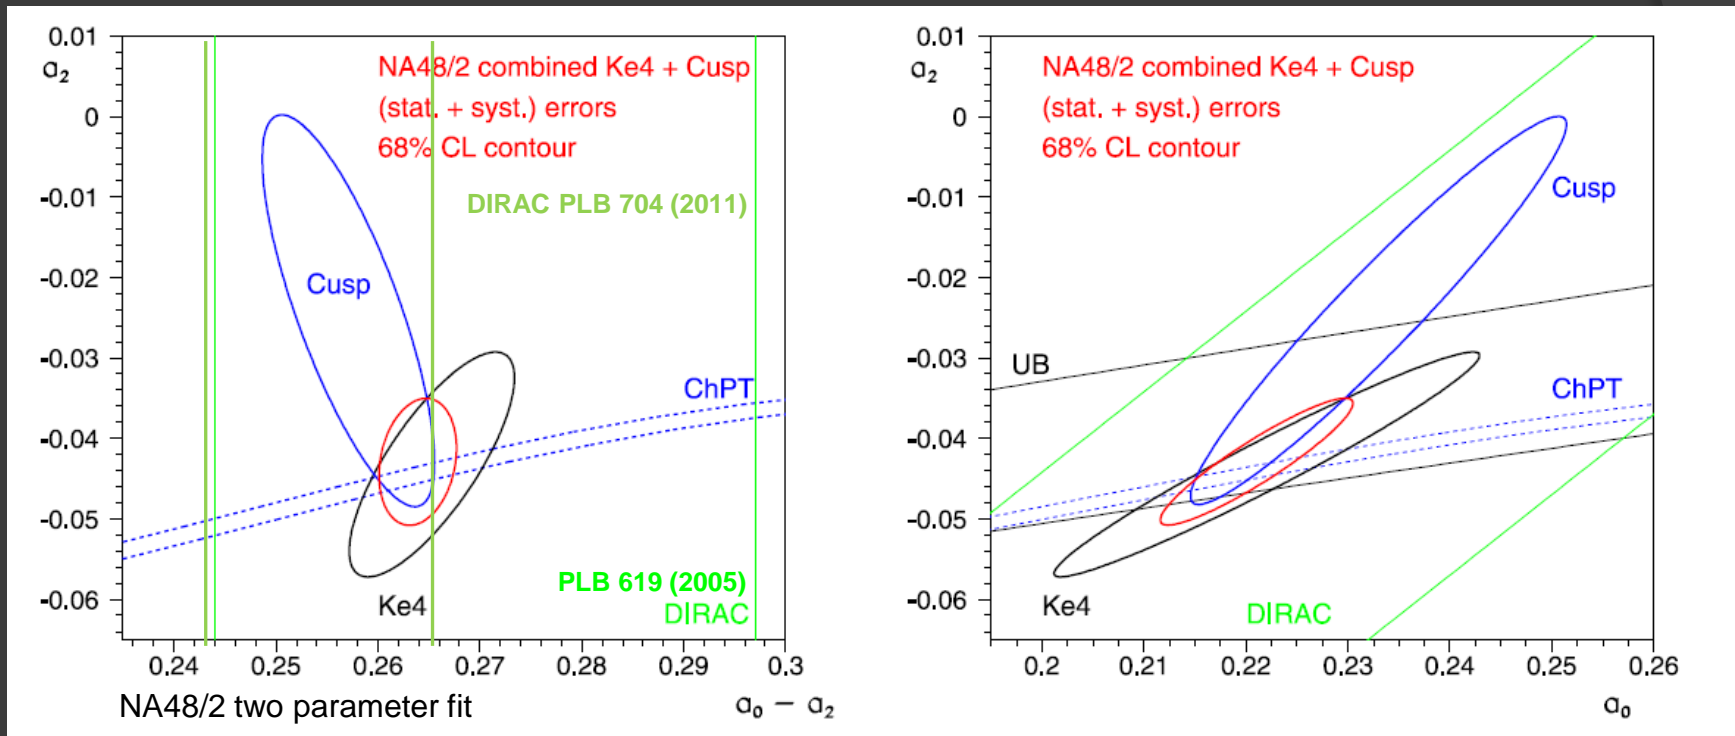 0.01
a₂
0
-0.01
-0.02
-0.03
-0.04
-0.05
-0.06
NA48/2 combined Ke4 + Cusp
(stat. + syst.) errors
68% CL contour
DIRAC PLB 704 (2011)
Cusp
ChPT
PLB 619 (2005)
Ke4
DIRAC
0.24 0.25 0.26 0.27 0.28 0.29 0.3
NA48/2 two parameter fit
a₀ − a₂
0.01
a₂
0
-0.01
-0.02
-0.03
-0.04
-0.05
-0.06
NA48/2 combined Ke4 + Cusp
(stat. + syst.) errors
68% CL contour
Cusp
UB
ChPT
Ke4
DIRAC
0.2 0.21 0.22 0.23 0.24 0.25 0.26
a₀